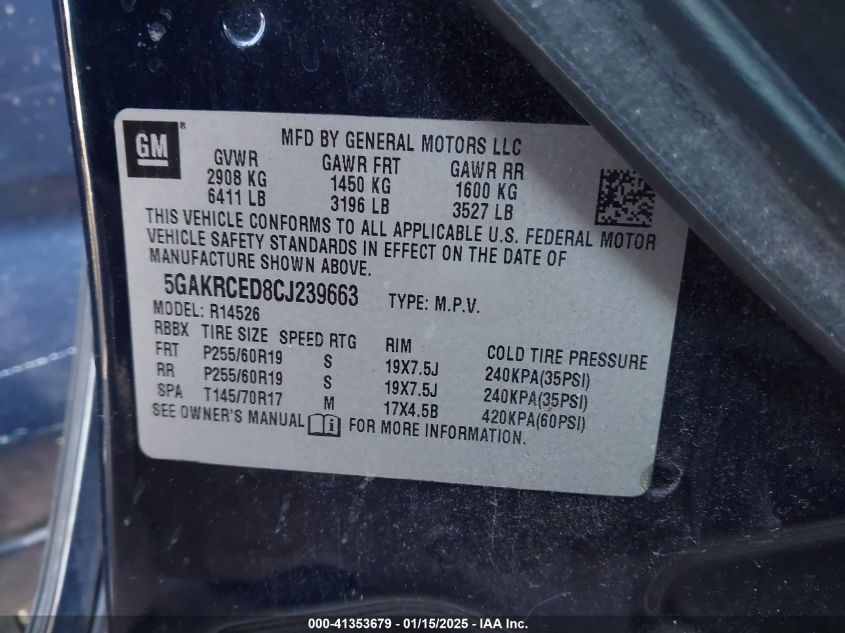 GM ®
MFD BY GENERAL MOTORS LLC
GVWR GAWR FRT GAWR RR
2908 KG 1450 KG 1600 KG
6411 LB 3196 LB 3527 LB
THIS VEHICLE CONFORMS TO ALL APPLICABLE U.S. FEDERAL MOTOR
VEHICLE SAFETY STANDARDS IN EFFECT ON THE DATE OF
MANUFACTURE SHOWN ABOVE.
5GAKRCED8CJ239663 TYPE: M.P.V.
MODEL: R14526
RBBX TIRE SIZE SPEED RTG RIM COLD TIRE PRESSURE
FRT P255/60R19 S 19X7.5J 240KPA(35PSI)
RR P255/60R19 S 19X7.5J 240KPA(35PSI)
SPA T145/70R17 M 17X4.5B 420KPA(60PSI)
SEE OWNER'S MANUAL i FOR MORE INFORMATION.
000-41353679 - 01/15/2025 - IAA Inc.